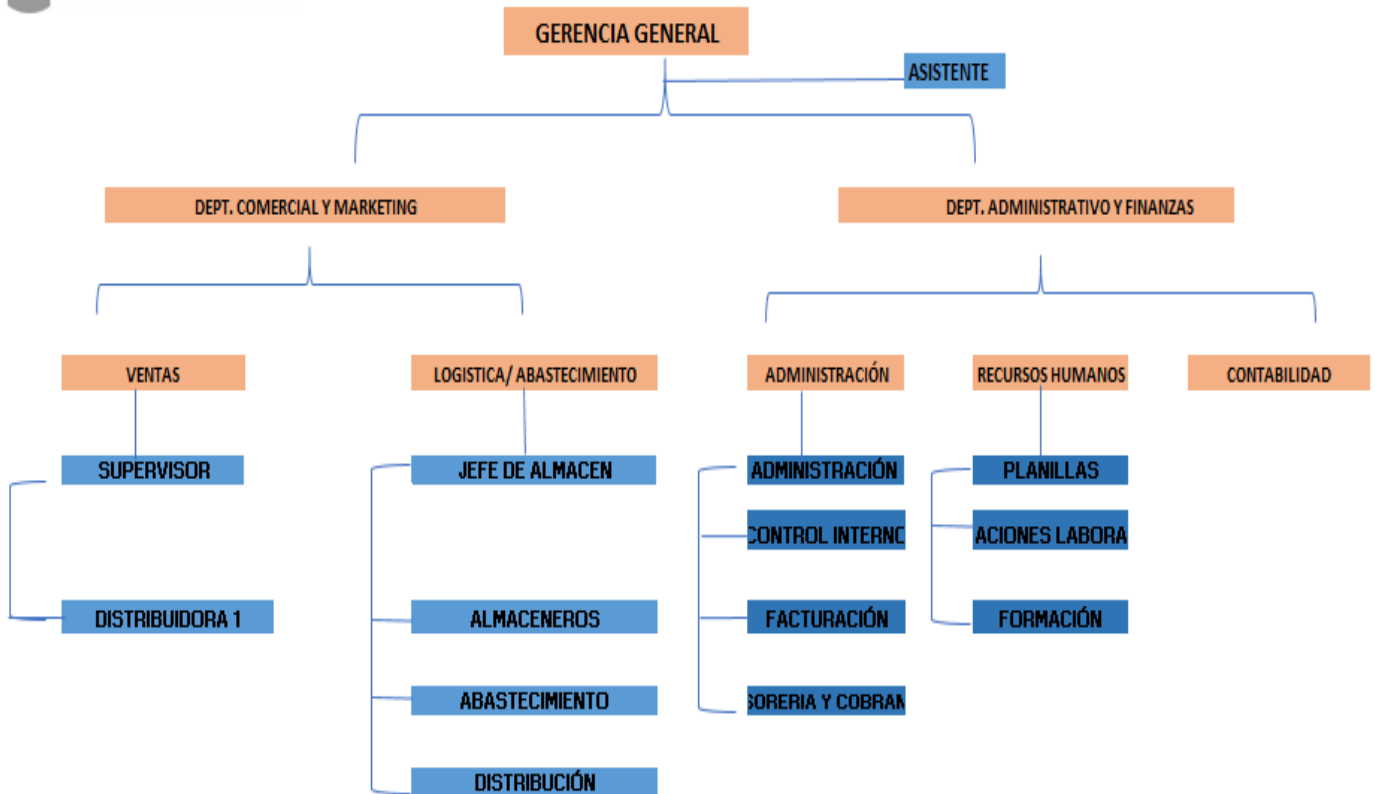 GERENCIA GENERAL
ASISTENTE
DEPT. COMERCIAL Y MARKETING
DEPT. ADMINISTRATIVO Y FINANZAS
VENTAS
LOGISTICA/ ABASTECIMIENTO
ADMINISTRACIÓN
RECURSOS HUMANOS
CONTABILIDAD
SUPERVISOR
JEFE DE ALMACEN
ADMINISTRACIÓN
PLANILLAS
CONTROL INTERNO
ACIONES LABORA
DISTRIBUIDORA 1
ALMACENEROS
FACTURACIÓN
FORMACIÓN
ABASTECIMIENTO
SORERIA Y COBRAN
DISTRIBUCIÓN